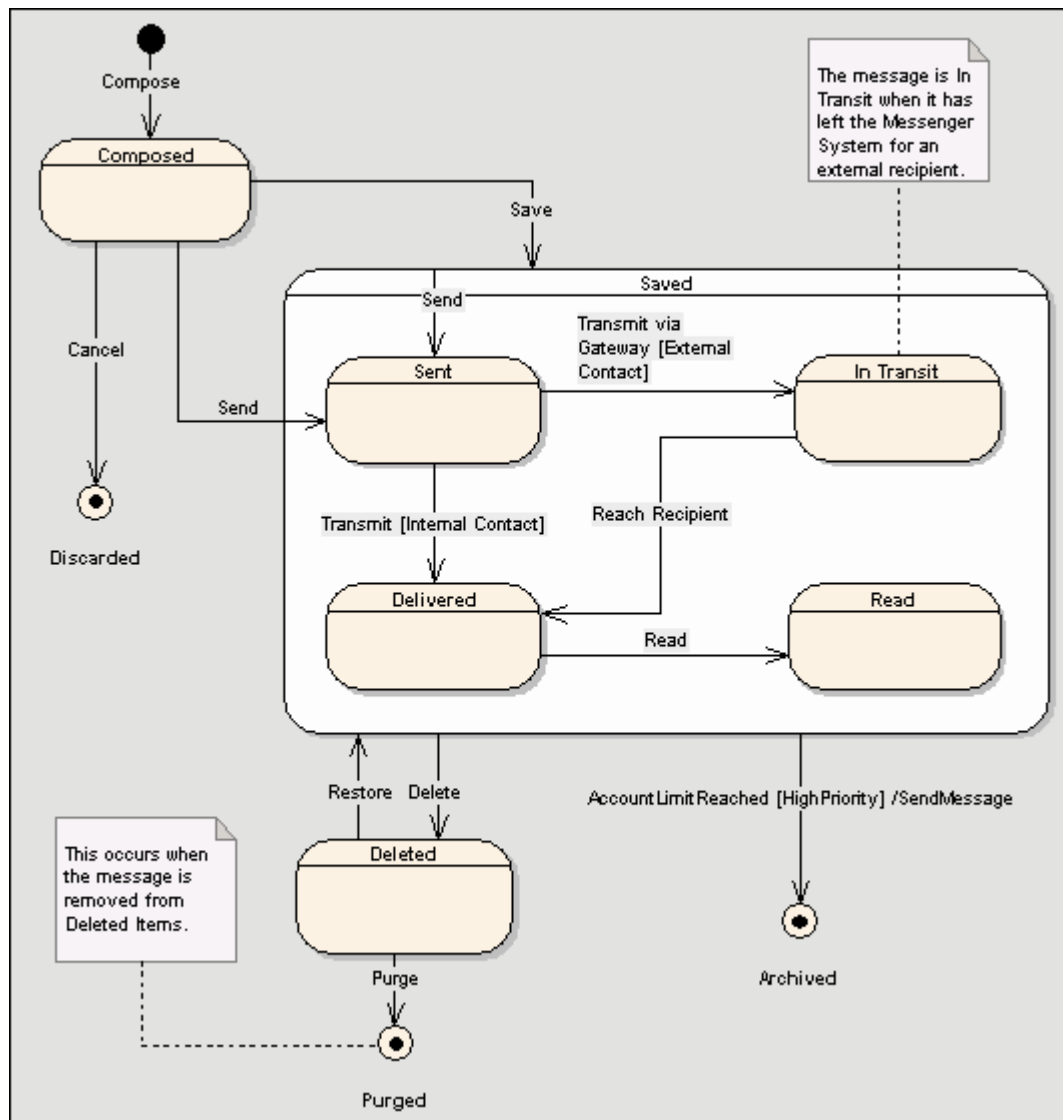 Compose
The message is In
Transit when it has
left the Messenger
System for an
external recipient.
Composed
Save
Saved
Send
Transmit via
Gateway [External
Contact]
Cancel
Sent
In Transit
Send
Reach Recipient
Transmit [Internal Contact]
Discarded
Delivered
Read
Read
Restore
Delete
AccountLimitReached [HighPriority] /SendMessage
This occurs when
the message is
removed from
Deleted Items.
Deleted
Purge
Archived
Purged